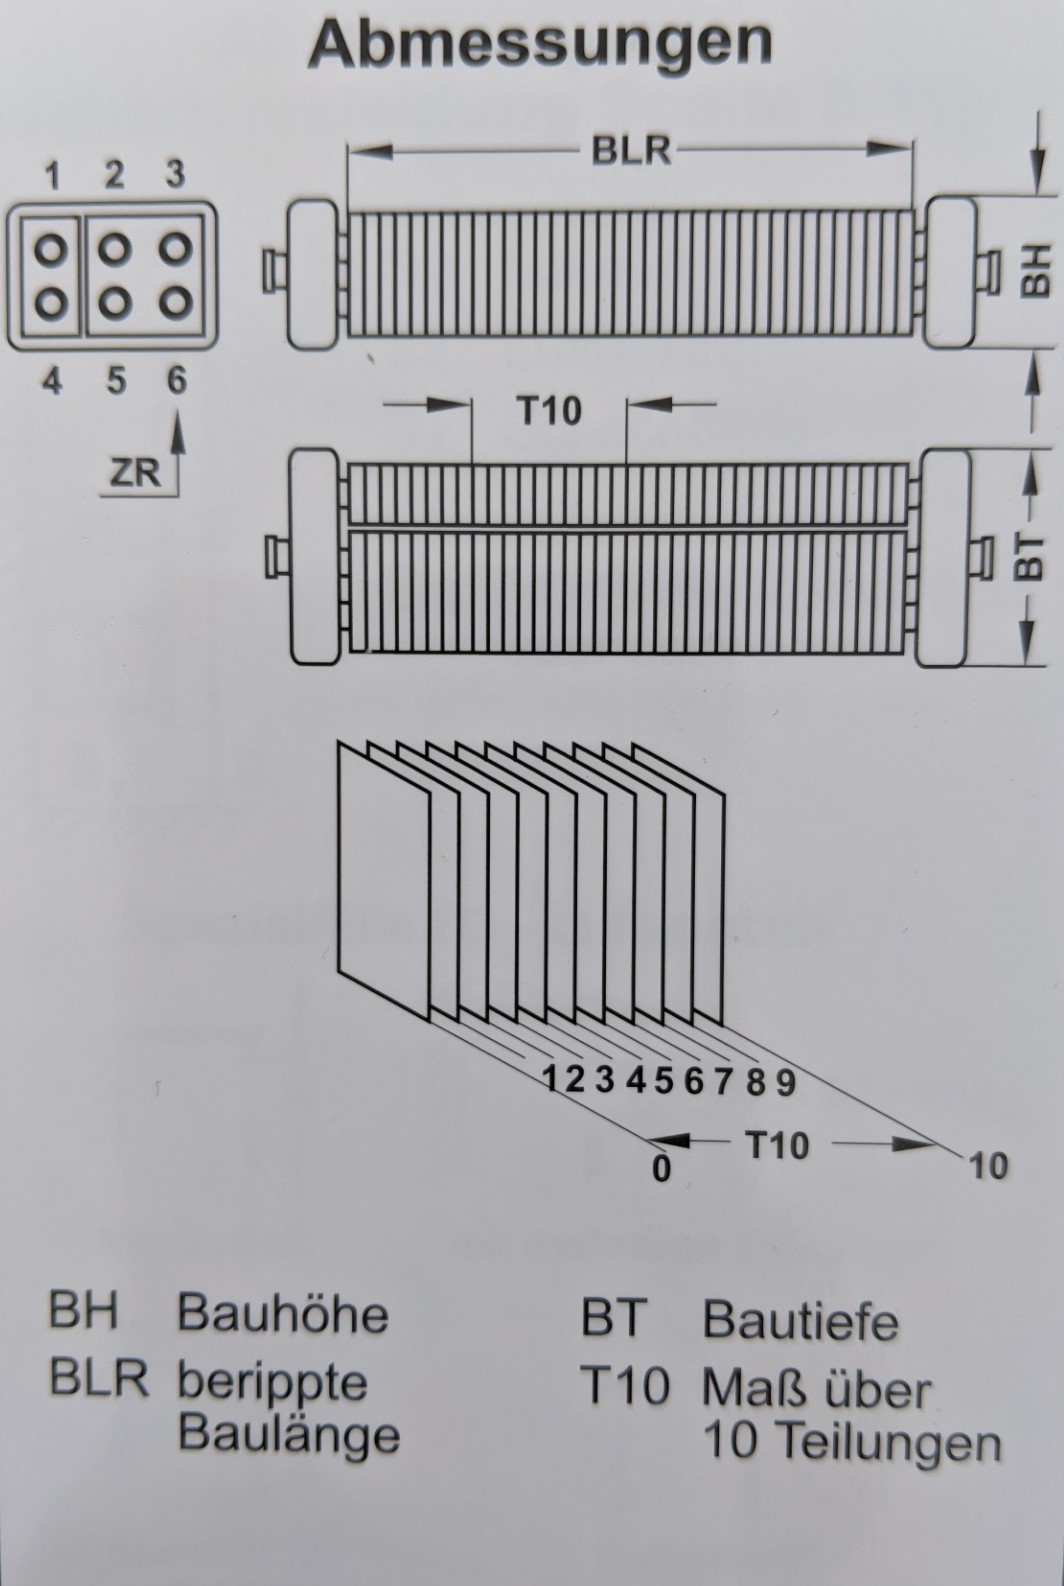 Abmessungen
1 2 3
BLR
BH
4 5 6
T10
ZR
BT
1 2 3 4 5 6 7 8 9
T10
0
10
BH Bauhöhe
BLR berippte
Baulänge
BT Bautiefe
T10 Maß über
10 Teilungen